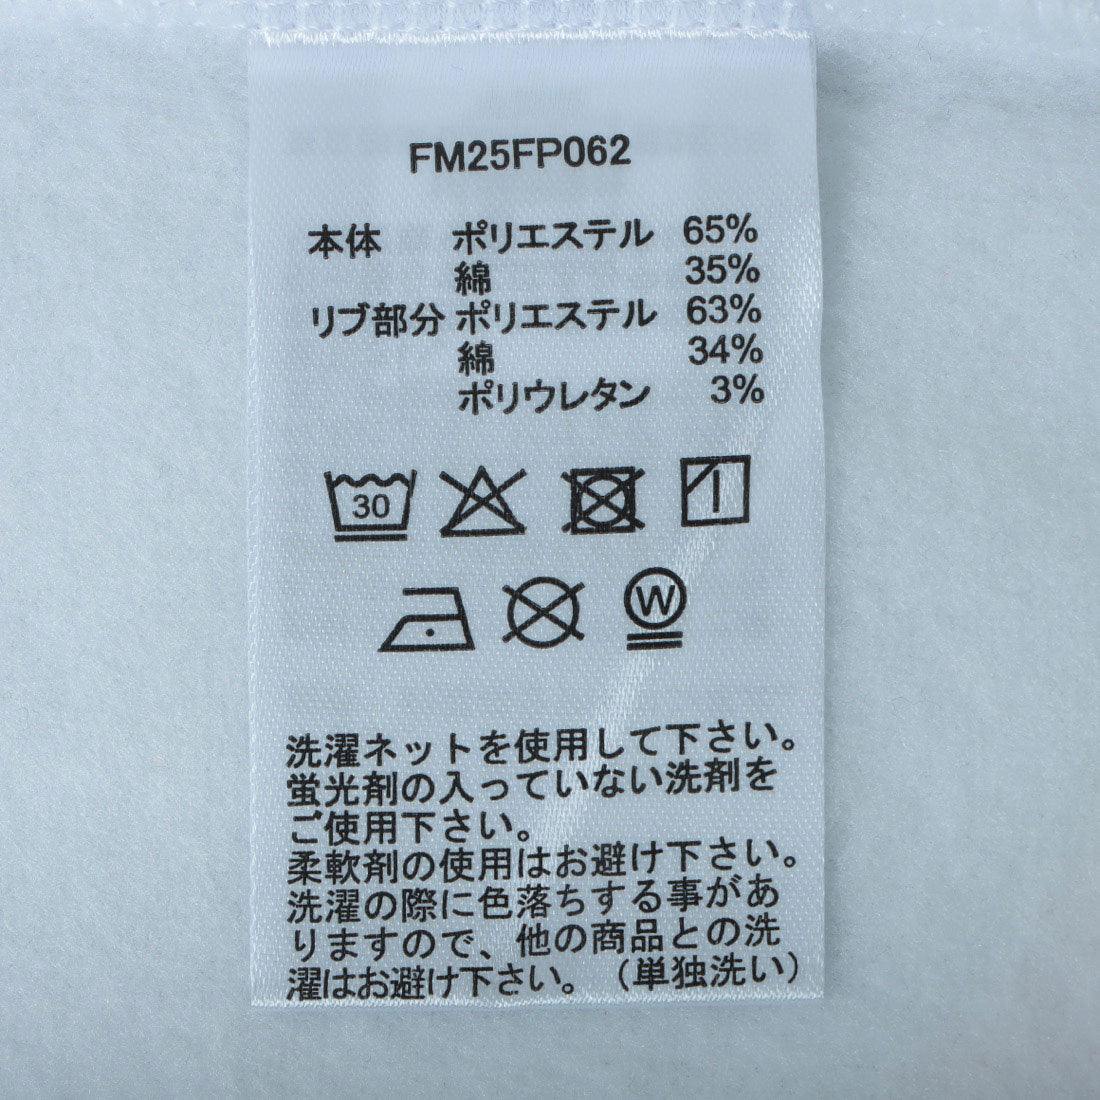 FM25FP062
本体 ポリエステル 65%
綿 35%
リブ部分 ポリエステル 63%
綿 34%
ポリウレタン 3%
30
W
洗濯ネットを使用して下さい。
蛍光剤の入っていない洗剤を
ご使用下さい。
柔軟剤の使用はお避け下さい。
洗濯の際に色落ちする事があ
りますので、他の商品との洗
濯はお避け下さい。（単独洗い）